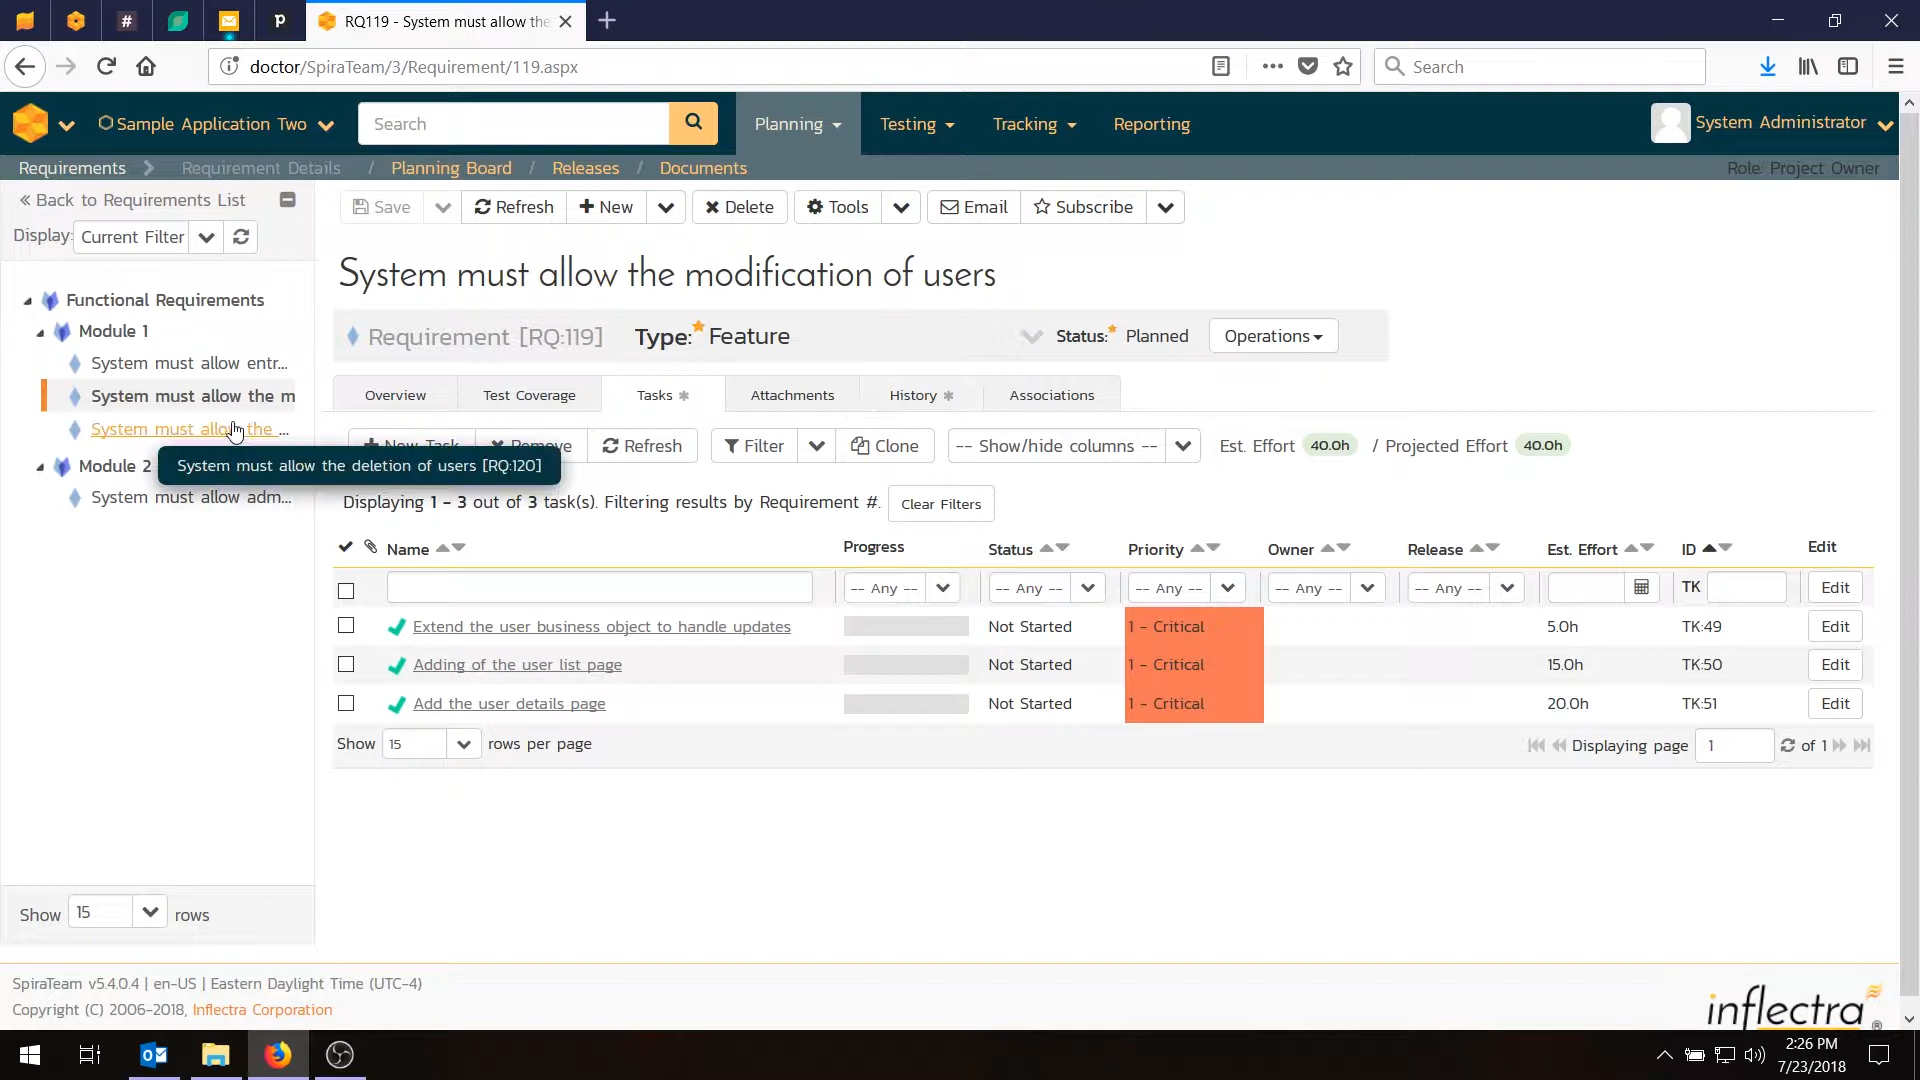 #
p
RQ119 - System must allow the
doctor/SpiraTeam/3/Requirement/119.aspx
Search
Sample Application Two
Search
Planning
Testing
Tracking
Reporting
System Administrator
Requirements
Requirement Details
/ Planning Board / Releases / Documents
Role: Project Owner
« Back to Requirements List
Display: Current Filter
Functional Requirements
Module 1
System must allow entr...
System must allow the m
System must allow the ...
Module 2
System must allow adm...
System must allow the deletion of users [RQ:120]
Show 15 rows
Save
Refresh
New
Delete
Tools
Email
Subscribe
System must allow the modification of users
Requirement [RQ:119]
Type: Feature
Status: Planned
Operations
Overview
Test Coverage
Tasks
Attachments
History
Associations
New Task
Remove
Refresh
Filter
Clone
-- Show/hide columns --
Est. Effort 40.0h / Projected Effort 40.0h
Displaying 1 - 3 out of 3 task(s). Filtering results by Requirement #.
Clear Filters
Name Progress Status Priority Owner Release Est. Effort ID Edit
-- Any -- -- Any -- -- Any -- -- Any -- -- Any -- TK Edit
Extend the user business object to handle updates Not Started 1 - Critical 5.0h TK:49 Edit
Adding of the user list page Not Started 1 - Critical 15.0h TK:50 Edit
Add the user details page Not Started 1 - Critical 20.0h TK:51 Edit
Show 15 rows per page
Displaying page 1 of 1
SpiraTeam v5.4.0.4 | en-US | Eastern Daylight Time (UTC-4)
Copyright (C) 2006-2018, Inflectra Corporation
inflectra
®
2:26 PM
7/23/2018